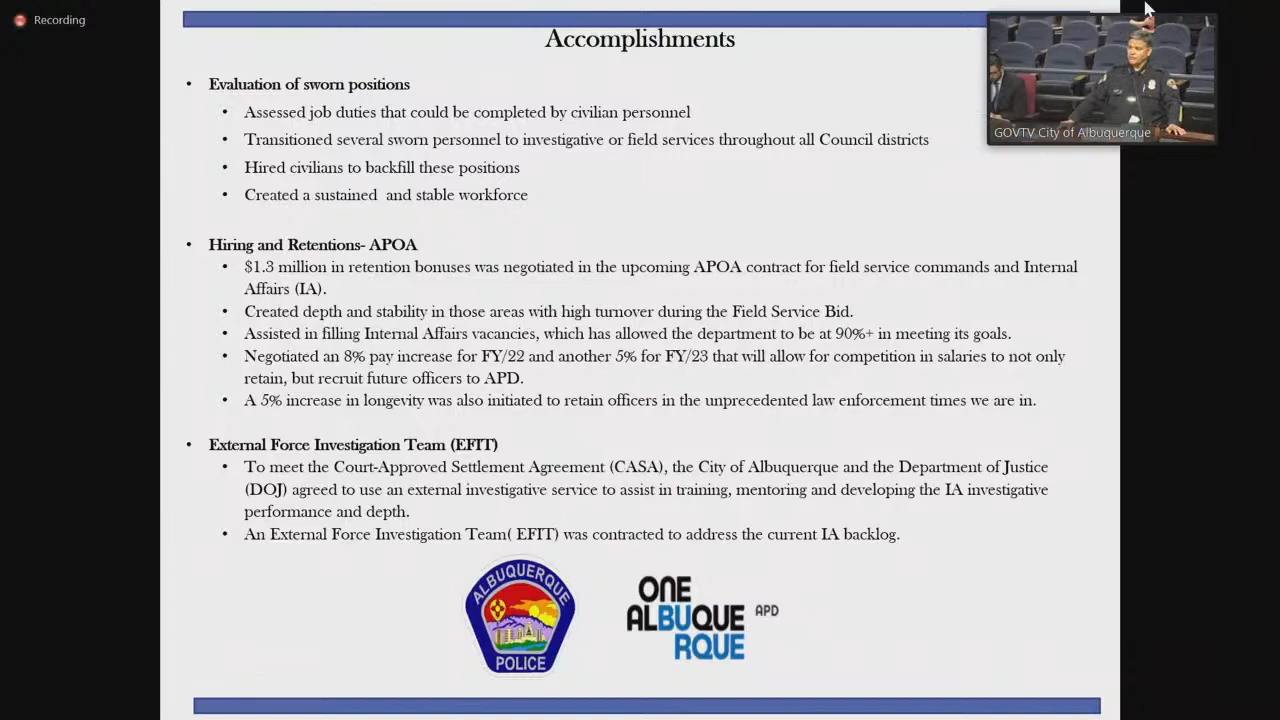 Recording
Accomplishments
GOVTV City of Albuquerque
• Evaluation of sworn positions
• Assessed job duties that could be completed by civilian personnel
• Transitioned several sworn personnel to investigative or field services throughout all Council districts
• Hired civilians to backfill these positions
• Created a sustained  and stable workforce
• Hiring and Retentions- APOA
• $1.3 million in retention bonuses was negotiated in the upcoming APOA contract for field service commands and Internal
Affairs (IA).
• Created depth and stability in those areas with high turnover during the Field Service Bid.
• Assisted in filling Internal Affairs vacancies, which has allowed the department to be at 90%+ in meeting its goals.
• Negotiated an 8% pay increase for FY/22 and another 5% for FY/23 that will allow for competition in salaries to not only
retain, but recruit future officers to APD.
• A 5% increase in longevity was also initiated to retain officers in the unprecedented law enforcement times we are in.
• External Force Investigation Team (EFIT)
• To meet the Court-Approved Settlement Agreement (CASA), the City of Albuquerque and the Department of Justice
(DOJ) agreed to use an external investigative service to assist in training, mentoring and developing the IA investigative
performance and depth.
• An External Force Investigation Team( EFIT) was contracted to address the current IA backlog.
ALBUQUERQUE
POLICE
ONE
ALBUQUE
RQUE
APD